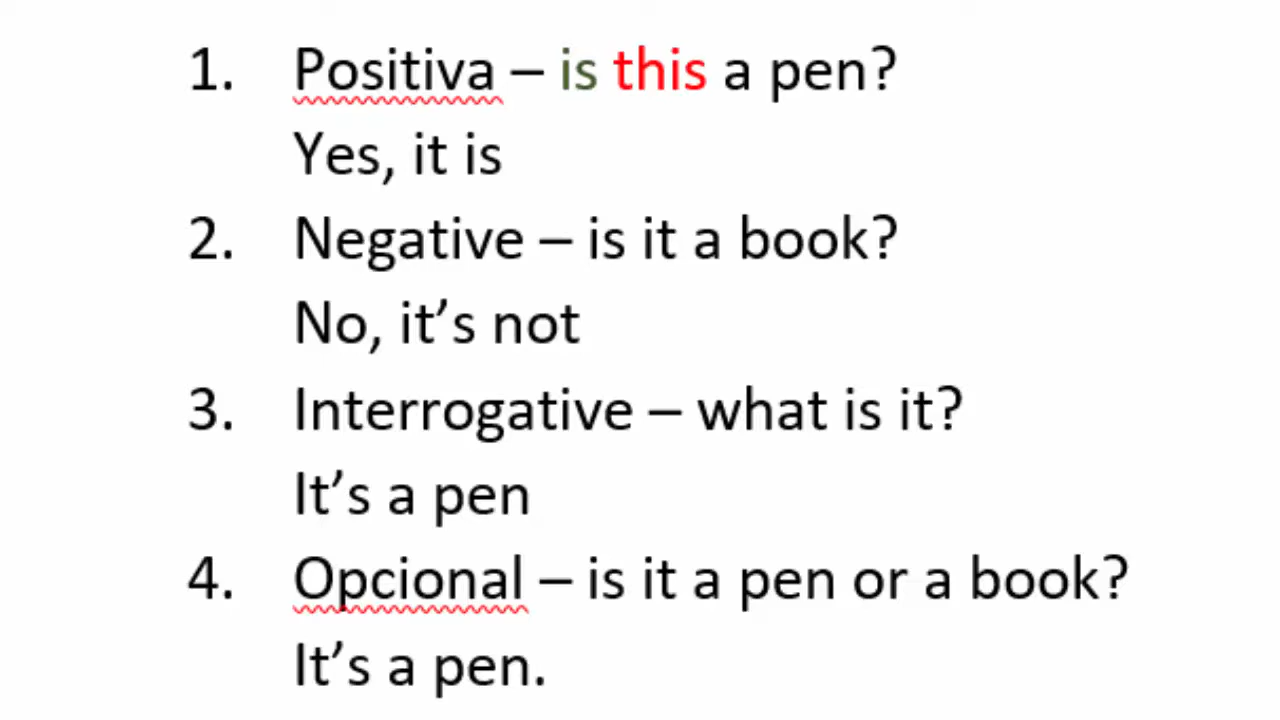 1. Positiva – is this a pen?
Yes, it is
2. Negative – is it a book?
No, it’s not
3. Interrogative – what is it?
It’s a pen
4. Opcional – is it a pen or a book?
It’s a pen.